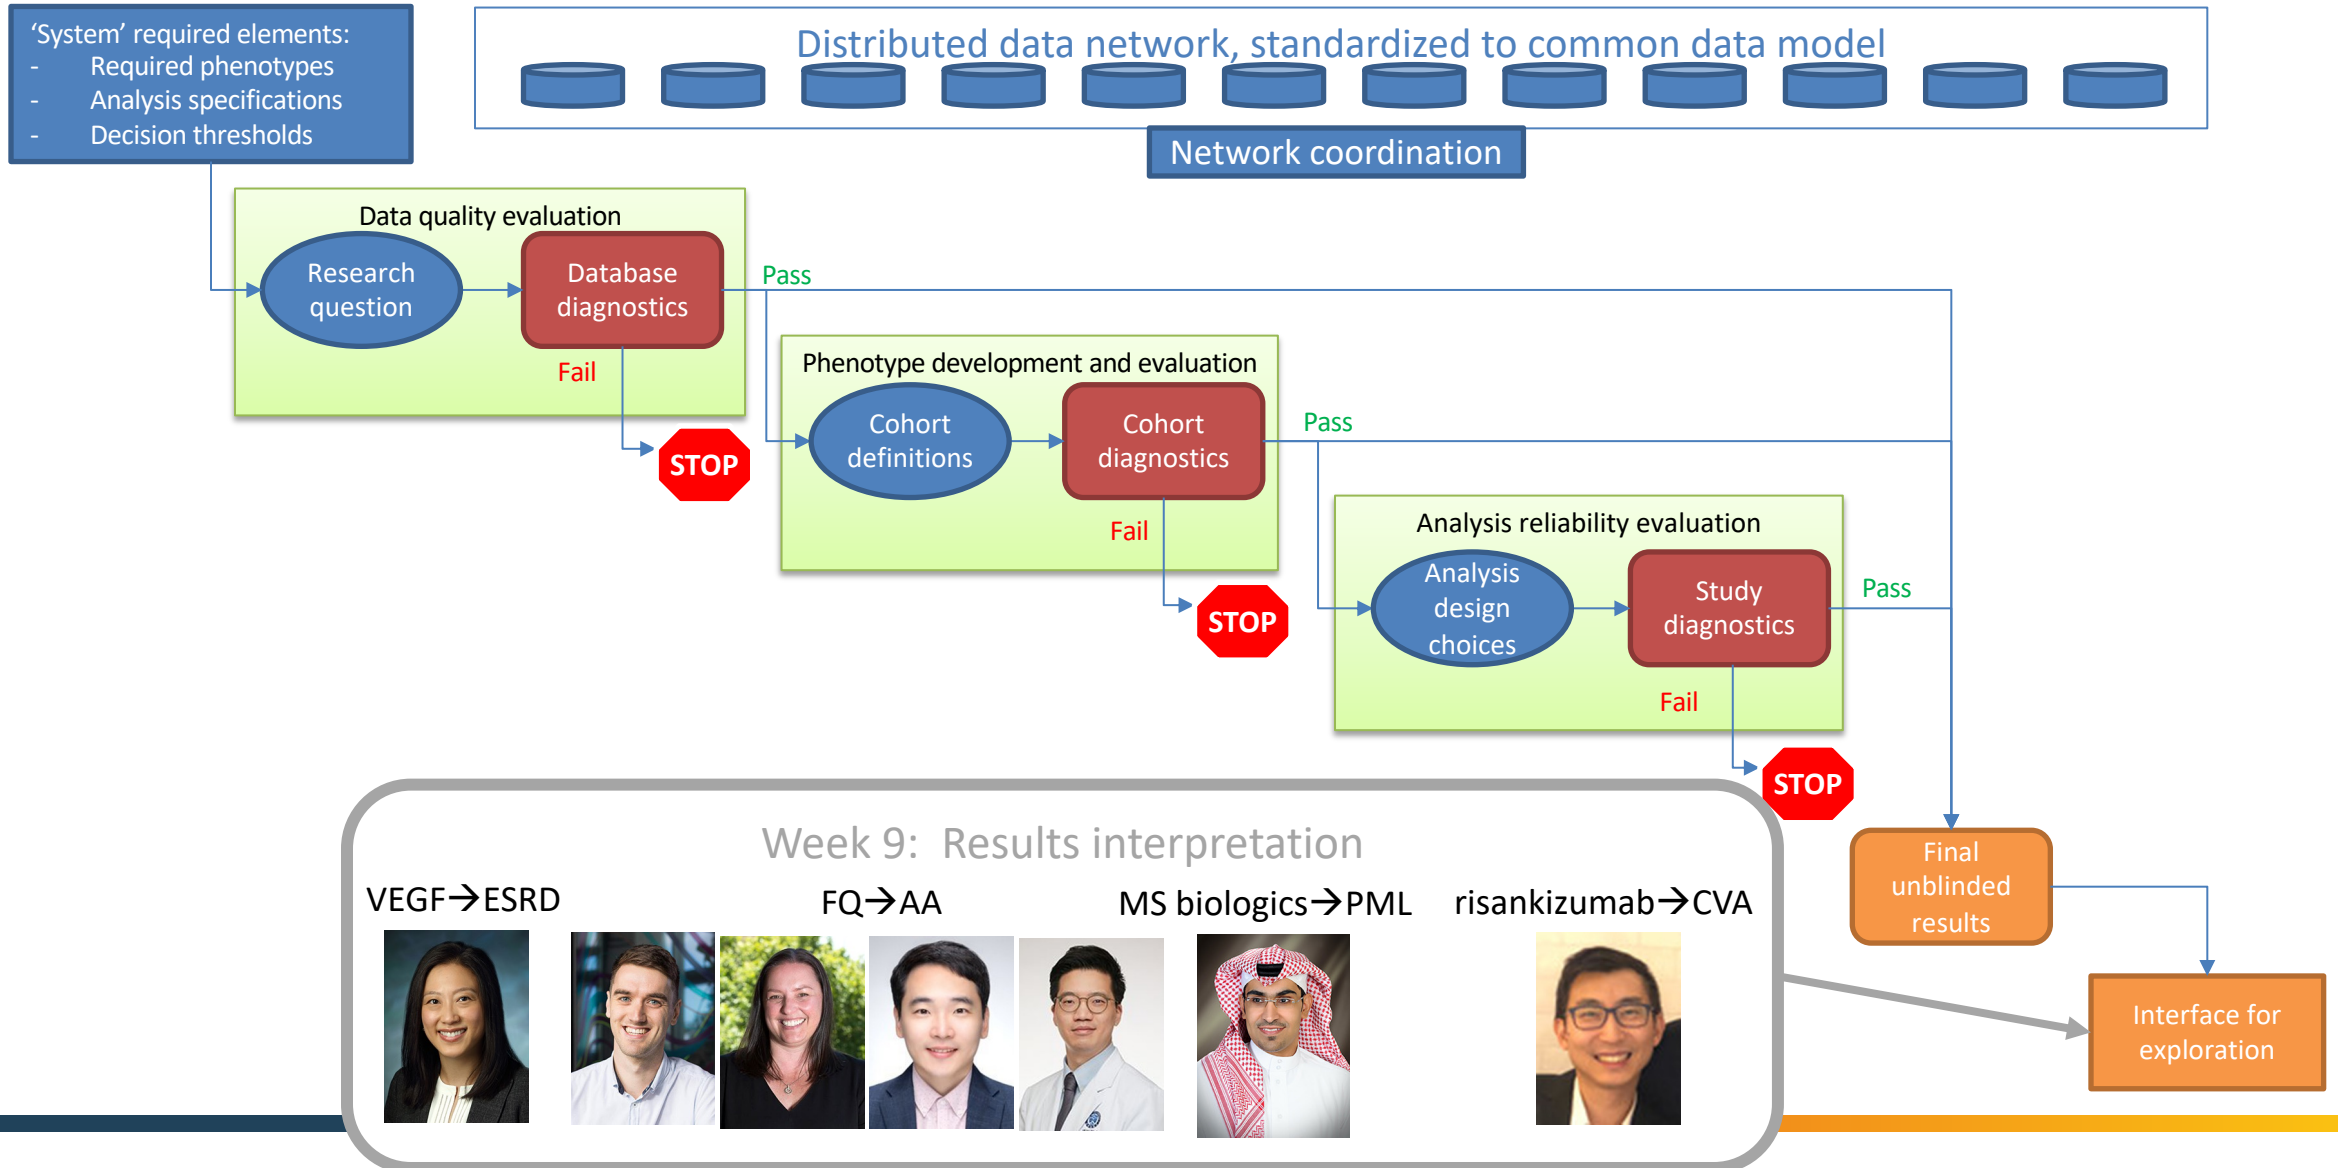 ‘System’ required elements:
- Required phenotypes
- Analysis specifications
- Decision thresholds
Distributed data network, standardized to common data model
Network coordination
Data quality evaluation
Research
question
Database
diagnostics
Pass
Fail
STOP
Phenotype development and evaluation
Cohort
definitions
Cohort
diagnostics
Pass
Fail
STOP
Analysis reliability evaluation
Analysis
design
choices
Study
diagnostics
Pass
Fail
STOP
Final
unblinded
results
Interface for
exploration
Week 9: Results interpretation
VEGF→ESRD
FQ→AA
MS biologics→PML
risankizumab→CVA